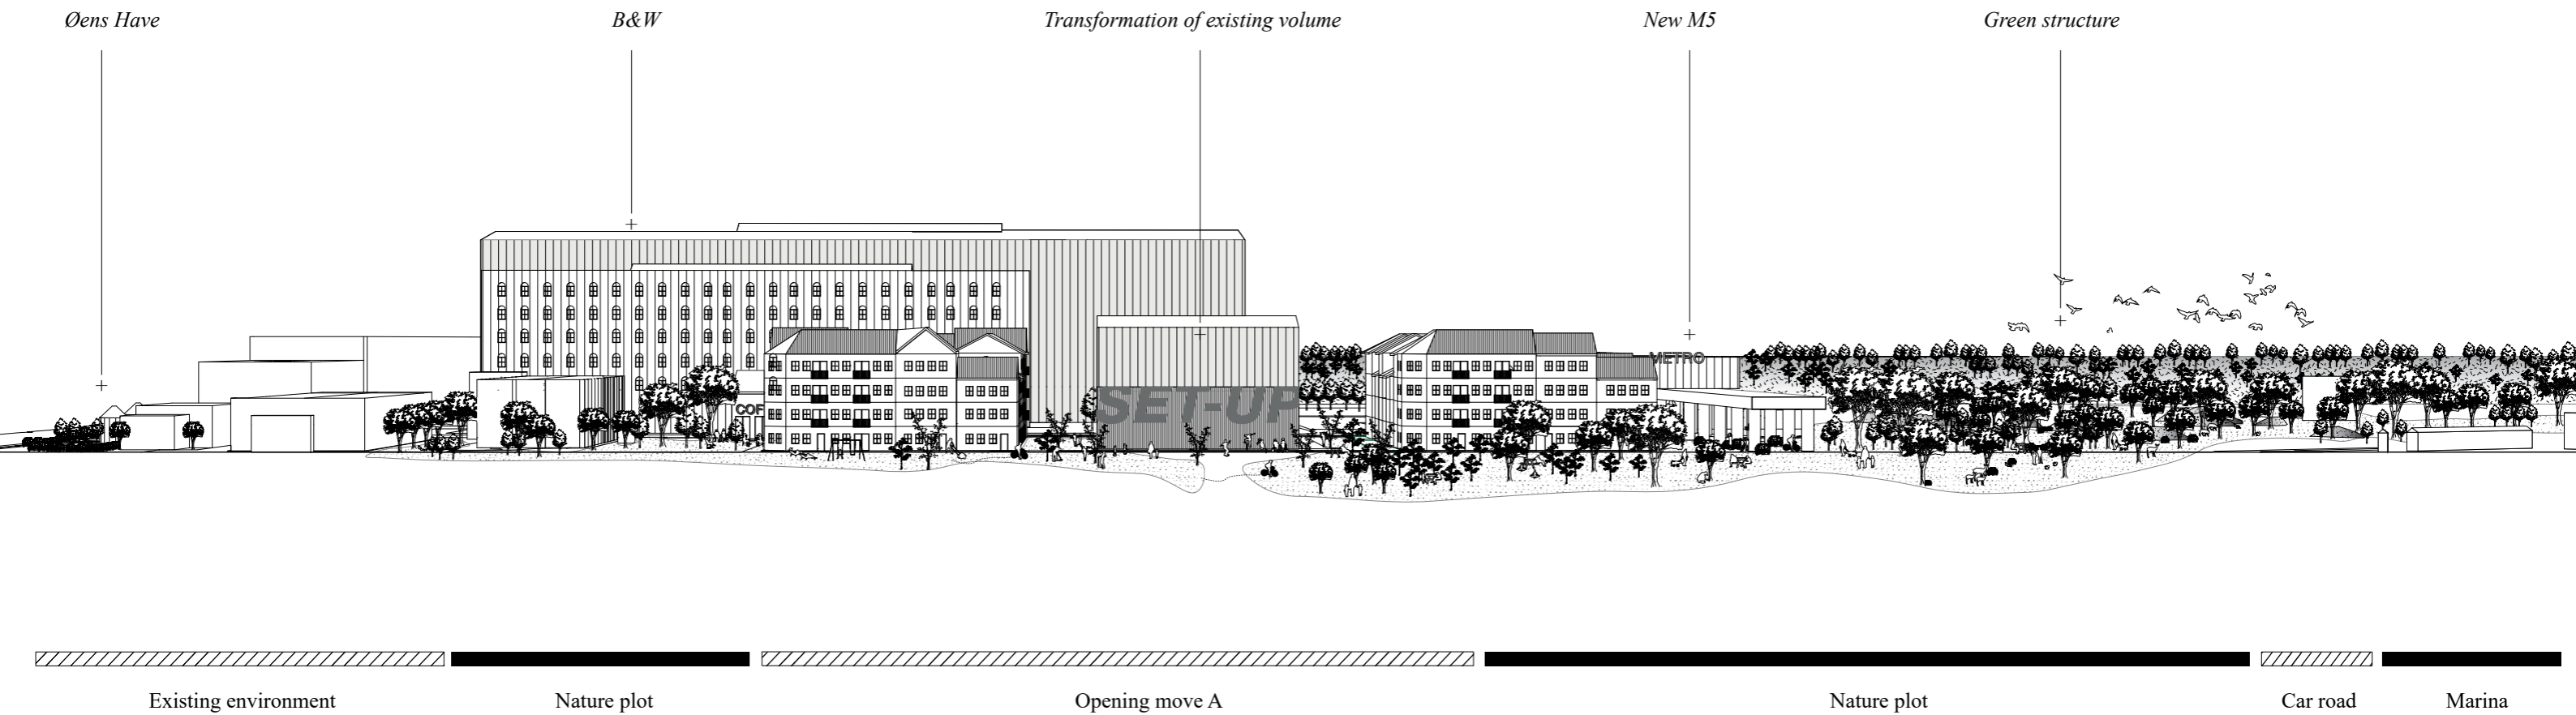 Øens Have
B&W
Transformation of existing volume
New M5
Green structure
METRO
COF
SET-UP
Existing environment
Nature plot
Opening move A
Nature plot
Car road
Marina